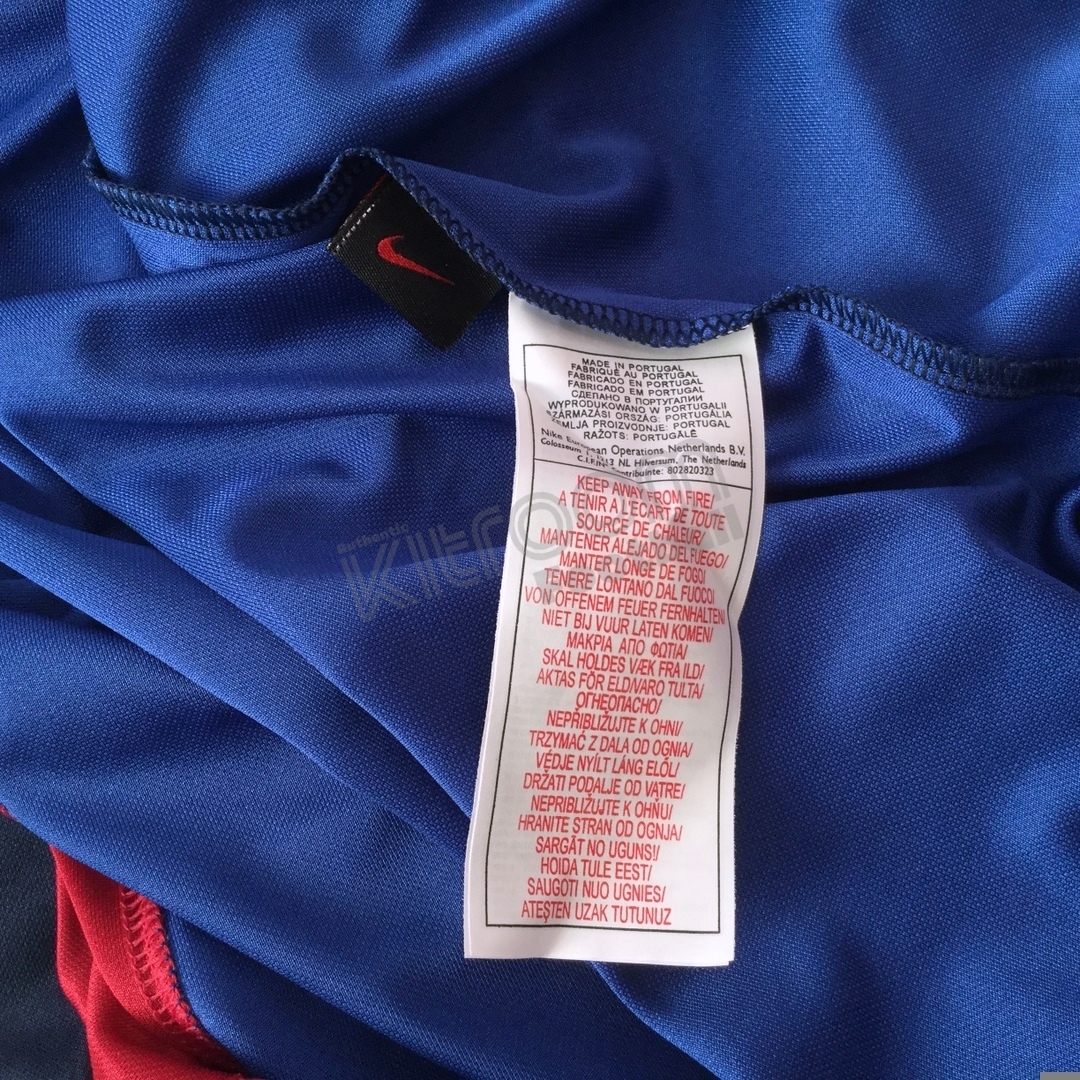 MADE IN PORTUGAL
FABRIQUÉ AU PORTUGAL
FABRICADO EN PORTUGAL
FABRICADO EM PORTUGAL
СДЕЛАНО В ПОРТУГАЛИИ
WYPRODUKOWANO W PORTUGALII
SZÁRMAZÁSI ORSZÁG: PORTUGÁLIA
ZEMLJA PROIZVODNJE: PORTUGAL
RAŽOTS: PORTUGĀLĒ
Nike European Operations Netherlands B.V.
Colosseum NL Hilversum, The Netherlands
Contribuinte: 802820323
KEEP AWAY FROM FIRE/
A TENIR A L'ECART DE TOUTE
SOURCE DE CHALEUR/
MANTENER ALEJADO DEL FUEGO/
MANTER LONGE DE FOGO/
TENERE LONTANO DAL FUOCO/
VON OFFENEM FEUER FERNHALTEN/
NIET BIJ VUUR LATEN KOMEN/
ΜΑΚΡΙΑ ΑΠΟ ΦΩΤΙΑ/
SKAL HOLDES VÆK FRA ILD/
AKTAS FÖR ELD/VARO TULTA/
ОГНЕОПАСНО/
NEPŘIBLIŽUJTE K OHNI/
TRZYMAĆ Z DALA OD OGNIA/
VÉDJE NYÍLT LÁNG ELŐL/
DRŽATI PODALJE OD VATRE/
NEPRIBLIŽUJTE K OHŇU/
HRANITE STRAN OD OGNJA/
SARGĀT NO UGUNS!/
HOIDA TULE EEST/
SAUGOTI NUO UGNIES/
ATEŞTEN UZAK TUTUNUZ
authentic
Kitroom